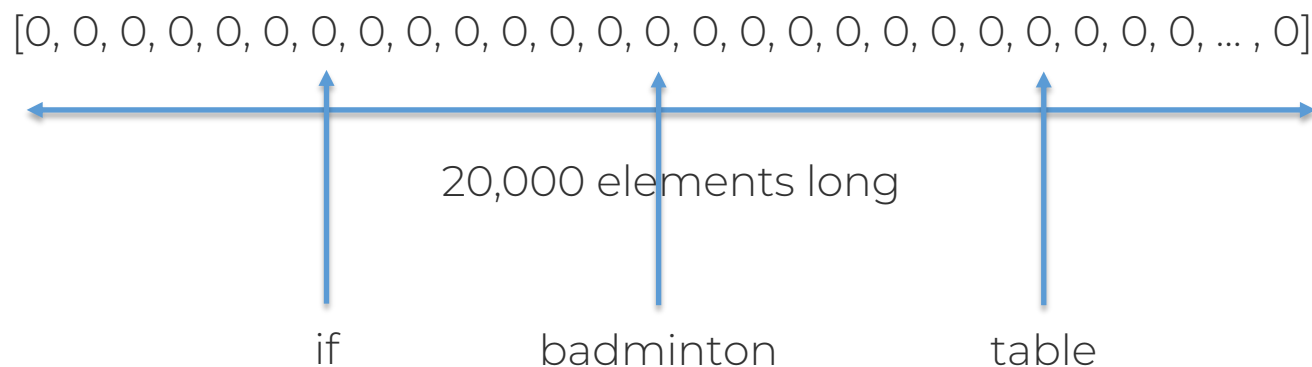 [0, 0, 0, 0, 0, 0, 0, 0, 0, 0, 0, 0, 0, 0, 0, 0, 0, 0, 0, 0, 0, 0, 0, 0, 0, ... , 0]
20,000 elements long
if badminton table